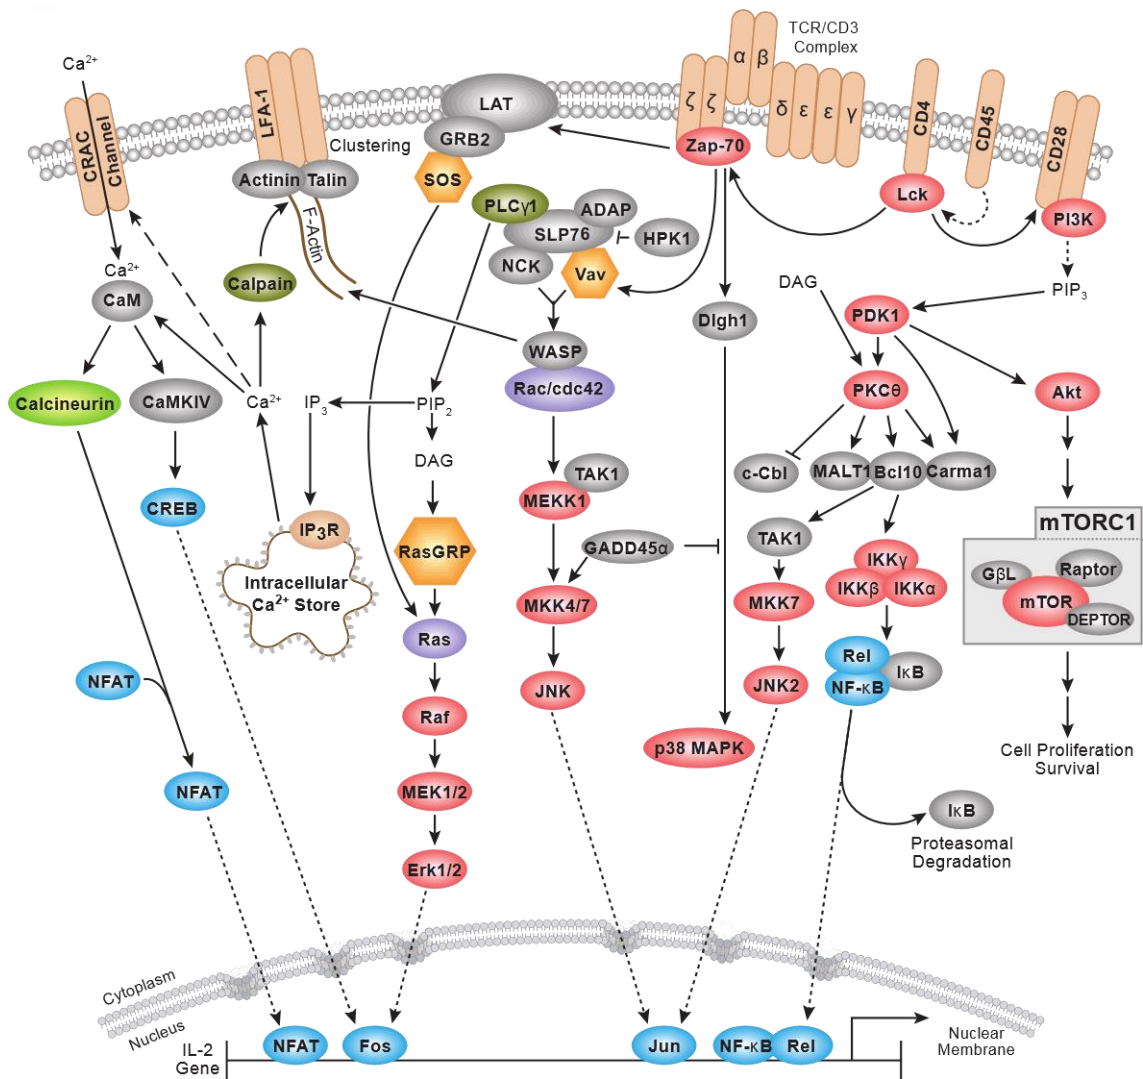 TCR/CD3
Complex
Ca²⁺
α β
ζ ζ
δ ε ε γ
LFA-1
LAT
CD4
CD45
CD28
CRAC
Channel
Clustering
GRB2
Zap-70
Actinin Talin
SOS
Lck
PI3K
F-Actin
PLCγ1
ADAP
SLP76
HPK1
NCK
Vav
Ca²⁺
CaM
Calpain
DAG
PIP₃
Dlgh1
PDK1
WASP
Rac/cdc42
Calcineurin
CaMKIV
Ca²⁺
IP₃
PIP₂
PKCθ
Akt
DAG
TAK1
MEKK1
c-Cbl
MALT1 Bcl10 Carma1
CREB
IP₃R
RasGRP
GADD45α
TAK1
mTORC1
Intracellular
Ca²⁺ Store
IKKγ
IKKβ IKKα
GβL
Raptor
mTOR
DEPTOR
MKK4/7
MKK7
Ras
NFAT
JNK
JNK2
Rel
NF-κB
IκB
Raf
p38 MAPK
Cell Proliferation
Survival
NFAT
MEK1/2
IκB
Proteasomal
Degradation
Erk1/2
Cytoplasm
Nucleus
IL-2
Gene
NFAT
Fos
Jun
NF-κB Rel
Nuclear
Membrane